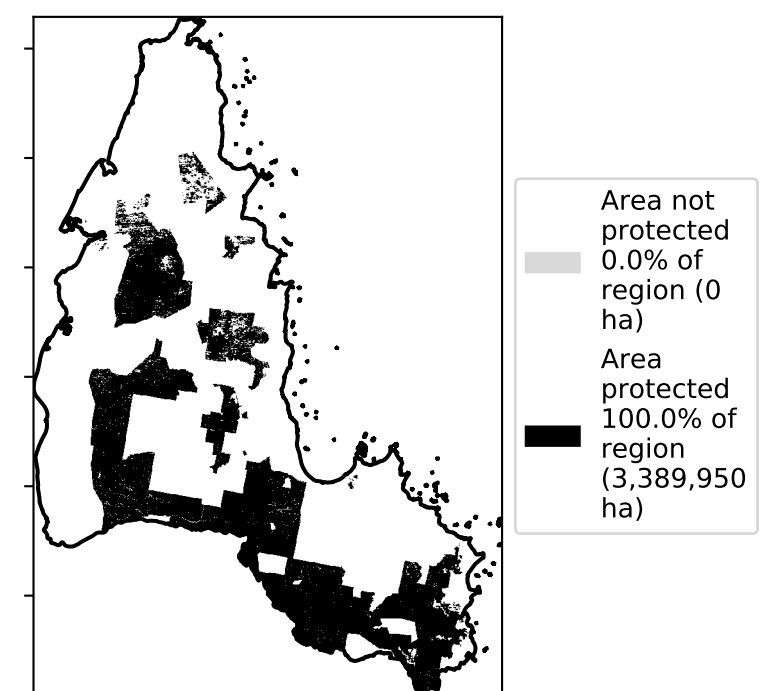 Area not
protected
0.0% of
region (0
ha)
Area
protected
100.0% of
region
(3,389,950
ha)